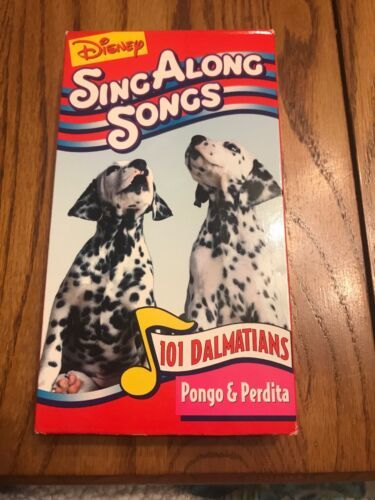 Disney
SING ALONG
SONGS
101 DALMATIANS
Pongo & Perdita